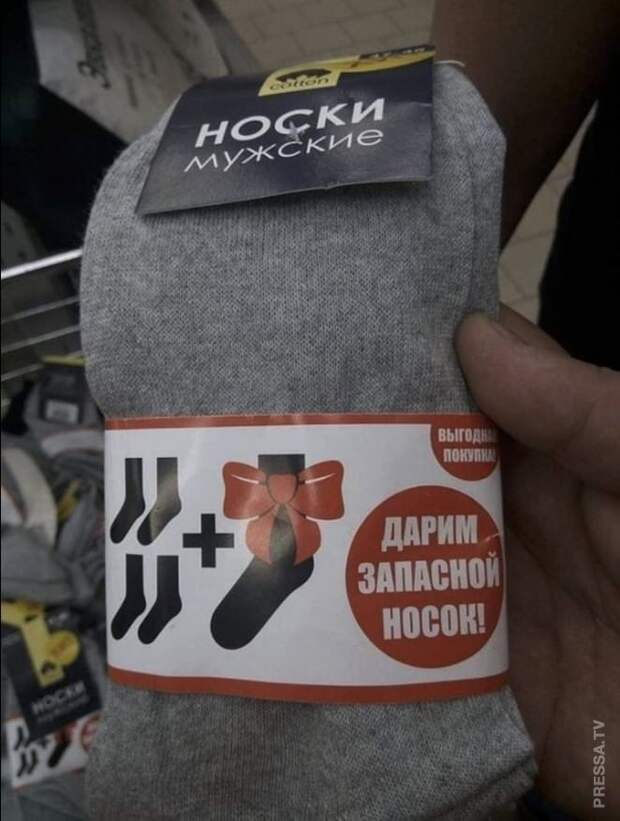 cotton
НОСКИ
МУЖСКИЕ
ВЫГОДНАЯ
ПОКУПКА!
+
ДАРИМ
ЗАПАСНОЙ
НОСОК!
НОСКИ
PRESSA.TV